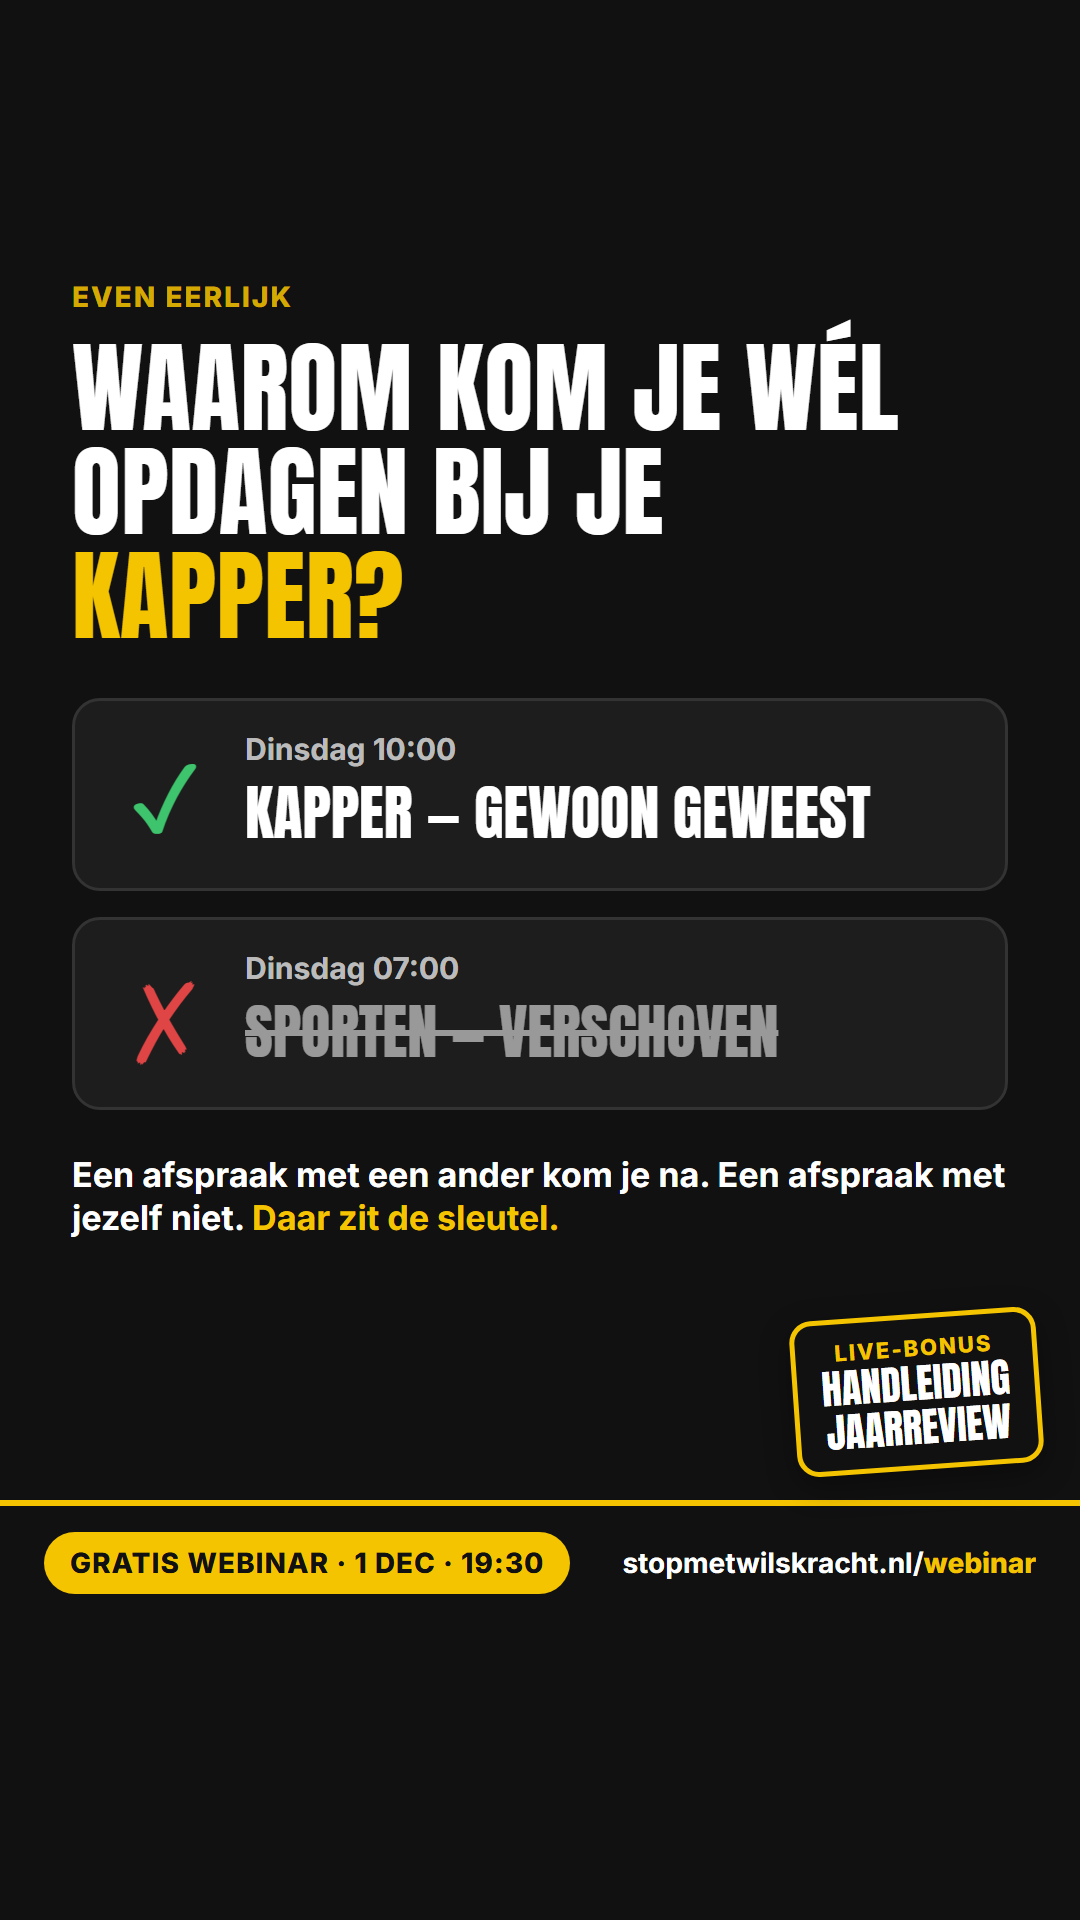 EVEN EERLIJK
WAAROM KOM JE WÉL
OPDAGEN BIJ JE
KAPPER?
Dinsdag 10:00
KAPPER – GEWOON GEWEEST
Dinsdag 07:00
SPORTEN – VERSCHOVEN
Een afspraak met een ander kom je na. Een afspraak met
jezelf niet. Daar zit de sleutel.
LIVE-BONUS
HANDLEIDING
JAARREVIEW
GRATIS WEBINAR · 1 DEC · 19:30
stopmetwilskracht.nl/webinar